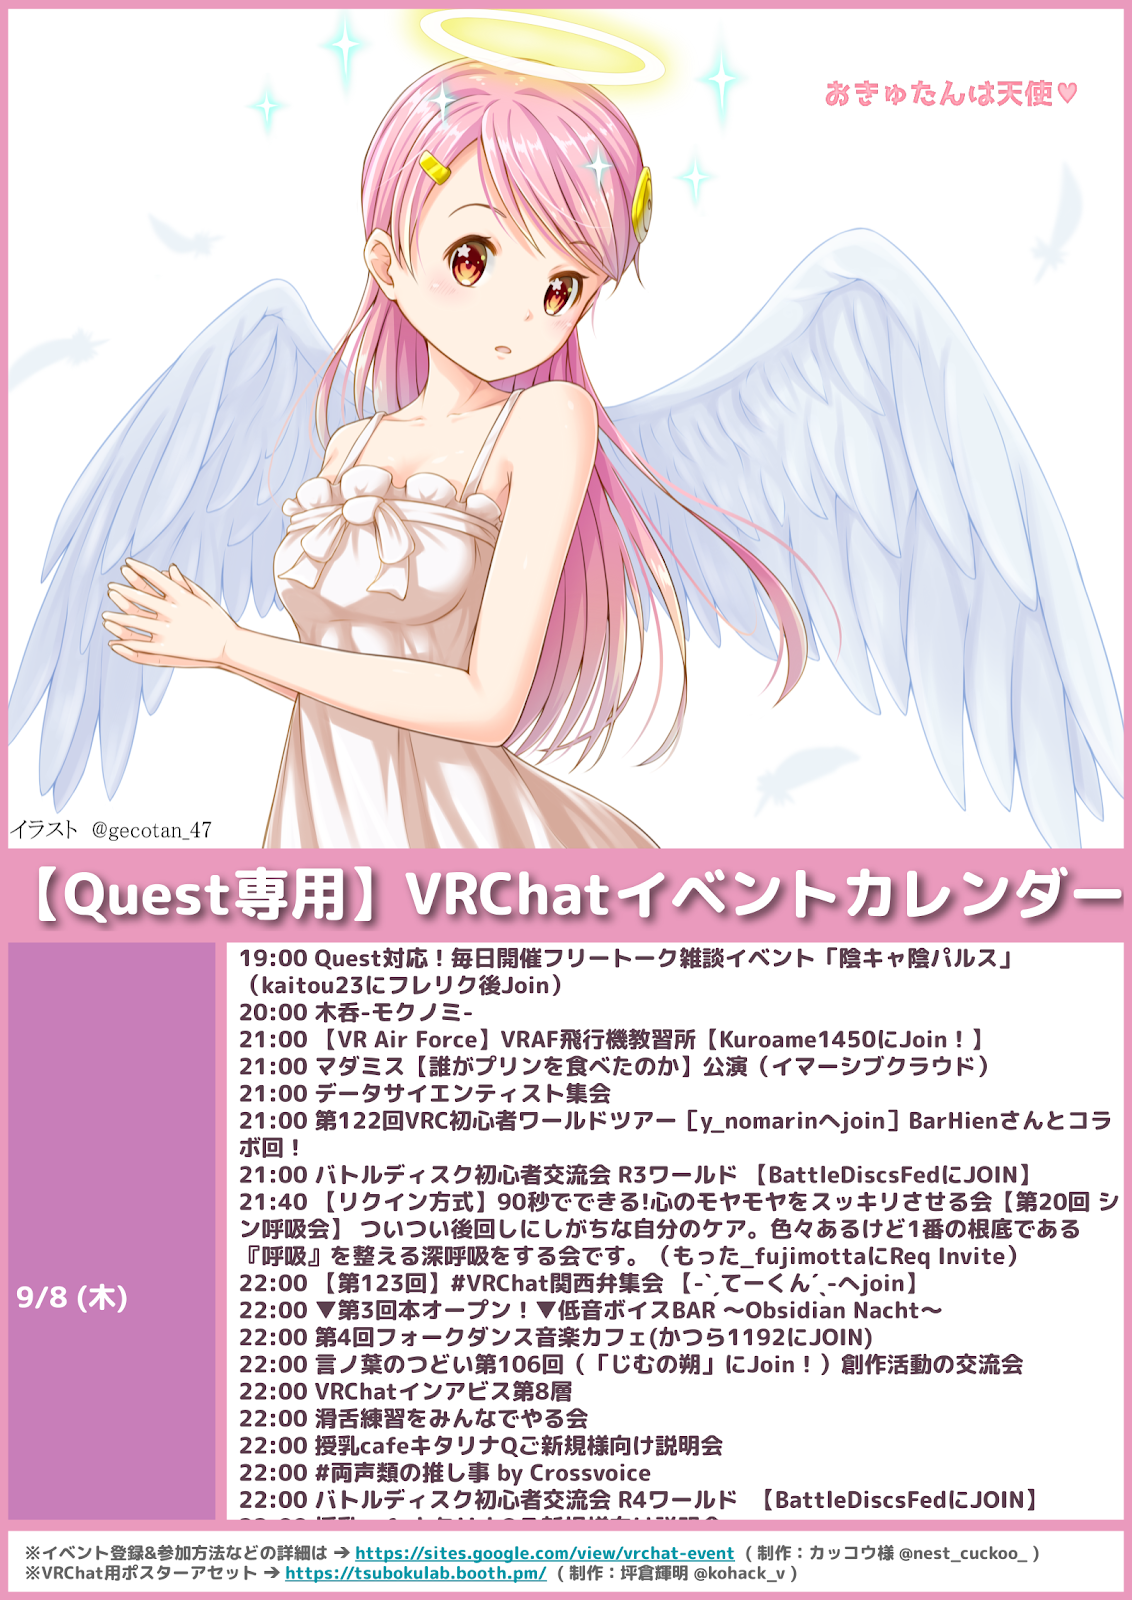 おきゅたんは天使♥
イラスト @gecotan_47
【Quest専用】VRChatイベントカレンダー
9/8 (木)
19:00 Quest対応！毎日開催フリートーク雑談イベント「陰キャ陰パルス」
（kaitou23にフレリク後Join）
20:00 木呑-モクノミ-
21:00 【VR Air Force】VRAF飛行機教習所【Kuroame1450にJoin！】
21:00 マダミス【誰がプリンを食べたのか】公演（イマーシブクラウド）
21:00 データサイエンティスト集会
21:00 第122回VRC初心者ワールドツアー［y_nomarinへjoin］BarHienさんとコラ
ボ回！
21:00 バトルディスク初心者交流会 R3ワールド 【BattleDiscsFedにJOIN】
21:40 【リクイン方式】90秒でできる!心のモヤモヤをスッキリさせる会【第20回 シ
ン呼吸会】 ついつい後回しにしがちな自分のケア。色々あるけど1番の根底である
『呼吸』を整える深呼吸をする会です。（もった_fujimottaにReq Invite）
22:00 【第123回】#VRChat関西弁集会 【-ˋˏてーくんˊˎ-へjoin】
22:00 ▼第3回本オープン！▼低音ボイスBAR 〜Obsidian Nacht〜
22:00 第4回フォークダンス音楽カフェ(かつら1192にJOIN)
22:00 言ノ葉のつどい第106回（「じむの朔」にJoin！）創作活動の交流会
22:00 VRChatインアビス第8層
22:00 滑舌練習をみんなでやる会
22:00 授乳cafeキタリナQご新規様向け説明会
22:00 #両声類の推し事 by Crossvoice
22:00 バトルディスク初心者交流会 R4ワールド 【BattleDiscsFedにJOIN】
※イベント登録&参加方法などの詳細は ➔ https://sites.google.com/view/vrchat-event （ 制作：カッコウ様 @nest_cuckoo_ ）
※VRChat用ポスターアセット ➔ https://tsubokulab.booth.pm/ （ 制作：坪倉輝明 @kohack_v ）